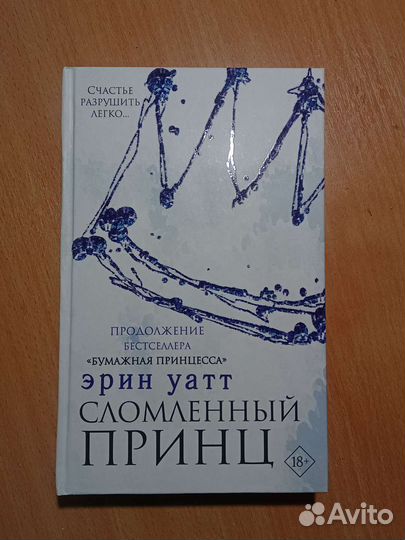 Счастье
разрушить
легко...
ПРОДОЛЖЕНИЕ
БЕСТСЕЛЛЕРА
«БУМАЖНАЯ ПРИНЦЕССА»
эрин уатт
СЛОМЛЕННЫЙ
ПРИНЦ
18+
Avito